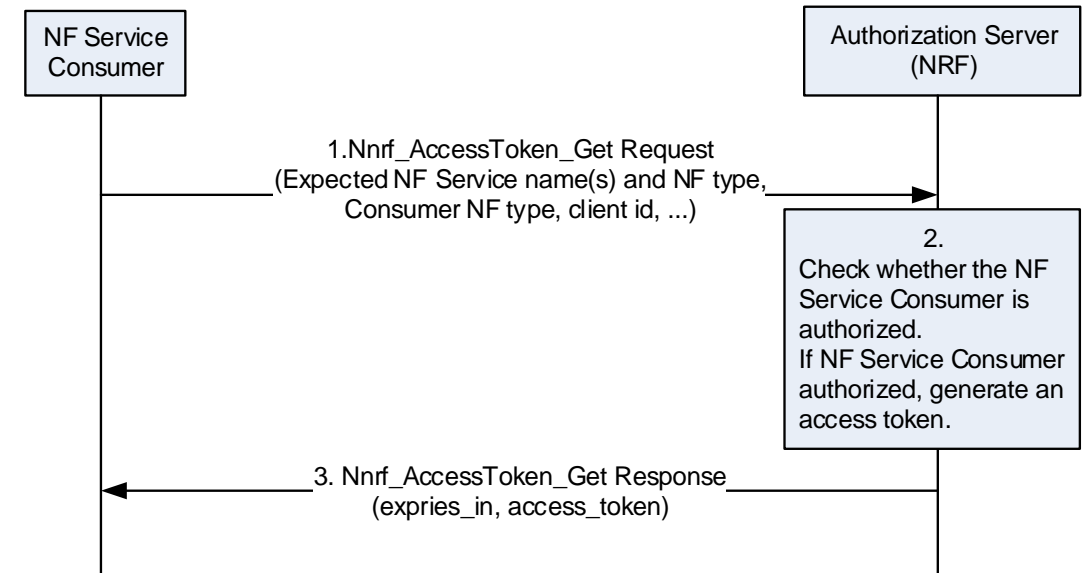 NF Service
Consumer
Authorization Server
(NRF)
1.Nnrf_AccessToken_Get Request
(Expected NF Service name(s) and NF type,
Consumer NF type, client id, ...)
2.
Check whether the NF
Service Consumer is
authorized.
If NF Service Consumer
authorized, generate an
access token.
3. Nnrf_AccessToken_Get Response
(expries_in, access_token)